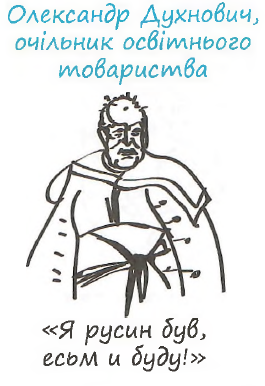 Олександр Духнович,
очільник освітнього
товариства
«Я русин був,
есьм и буду!»